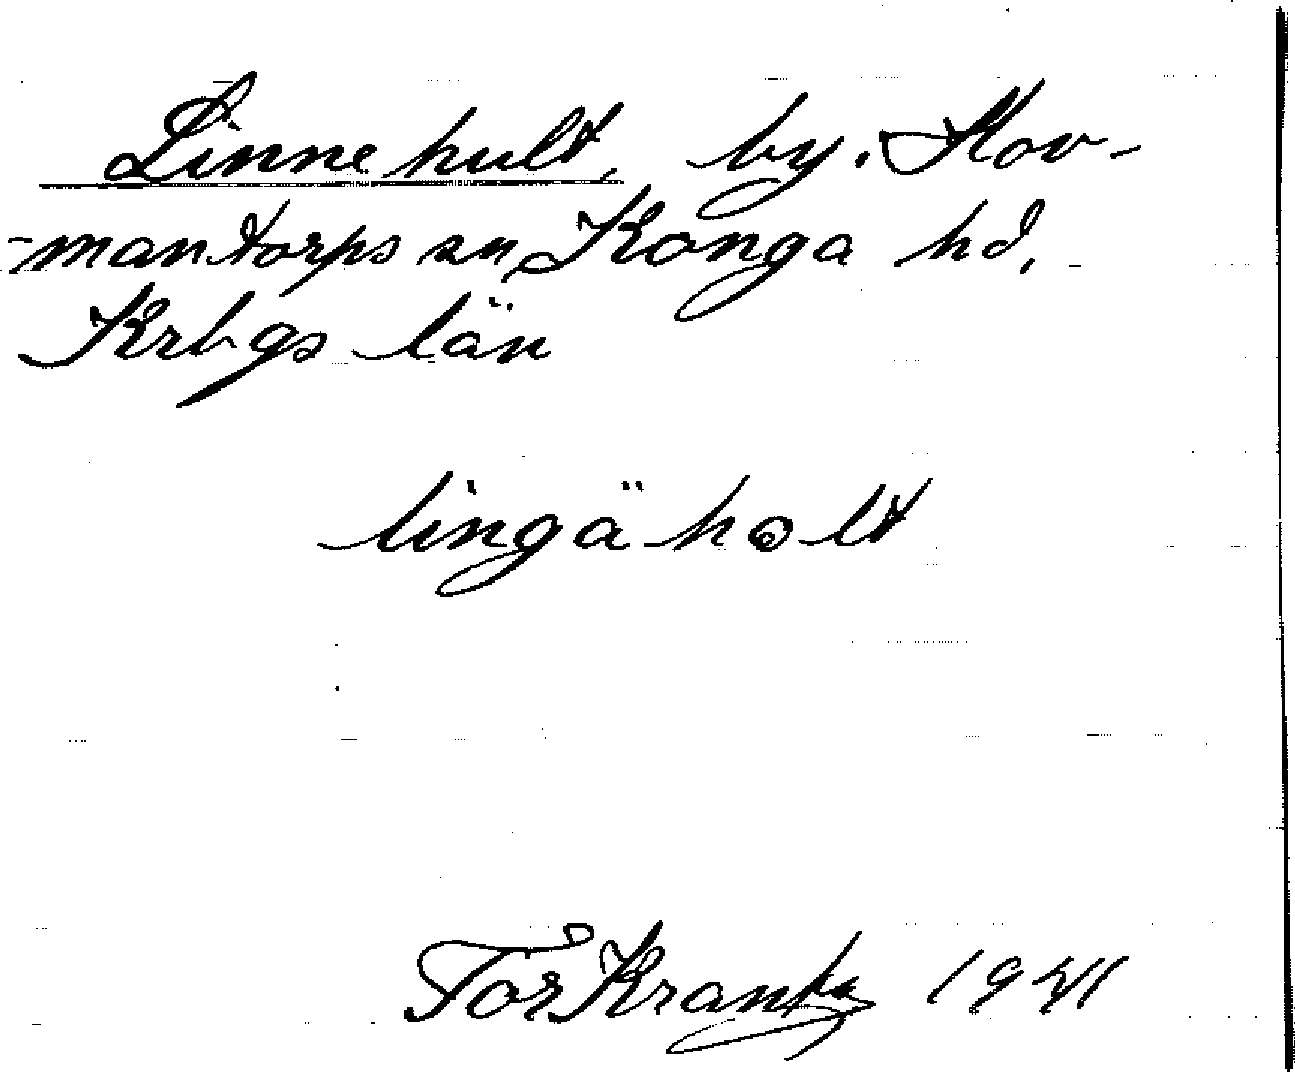 Linnehult, by. Hov-
-mantorps sn, Konga hd,
Krbgs län
lingäholt
Tor Krantz 1941